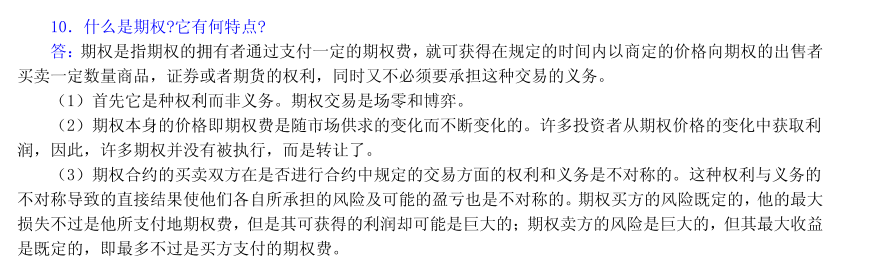 10．什么是期权?它有何特点?
答：期权是指期权的拥有者通过支付一定的期权费，就可获得在规定的时间内以商定的价格向期权的出售者
买卖一定数量商品，证券或者期货的权利，同时又不必须要承担这种交易的义务。
（1）首先它是种权利而非义务。期权交易是场零和博弈。
（2）期权本身的价格即期权费是随市场供求的变化而不断变化的。许多投资者从期权价格的变化中获取利
润，因此，许多期权并没有被执行，而是转让了。
（3）期权合约的买卖双方在是否进行合约中规定的交易方面的权利和义务是不对称的。这种权利与义务的
不对称导致的直接结果使他们各自所承担的风险及可能的盈亏也是不对称的。期权买方的风险既定的，他的最大
损失不过是他所支付地期权费，但是其可获得的利润却可能是巨大的；期权卖方的风险是巨大的，但其最大收益
是既定的，即最多不过是买方支付的期权费。